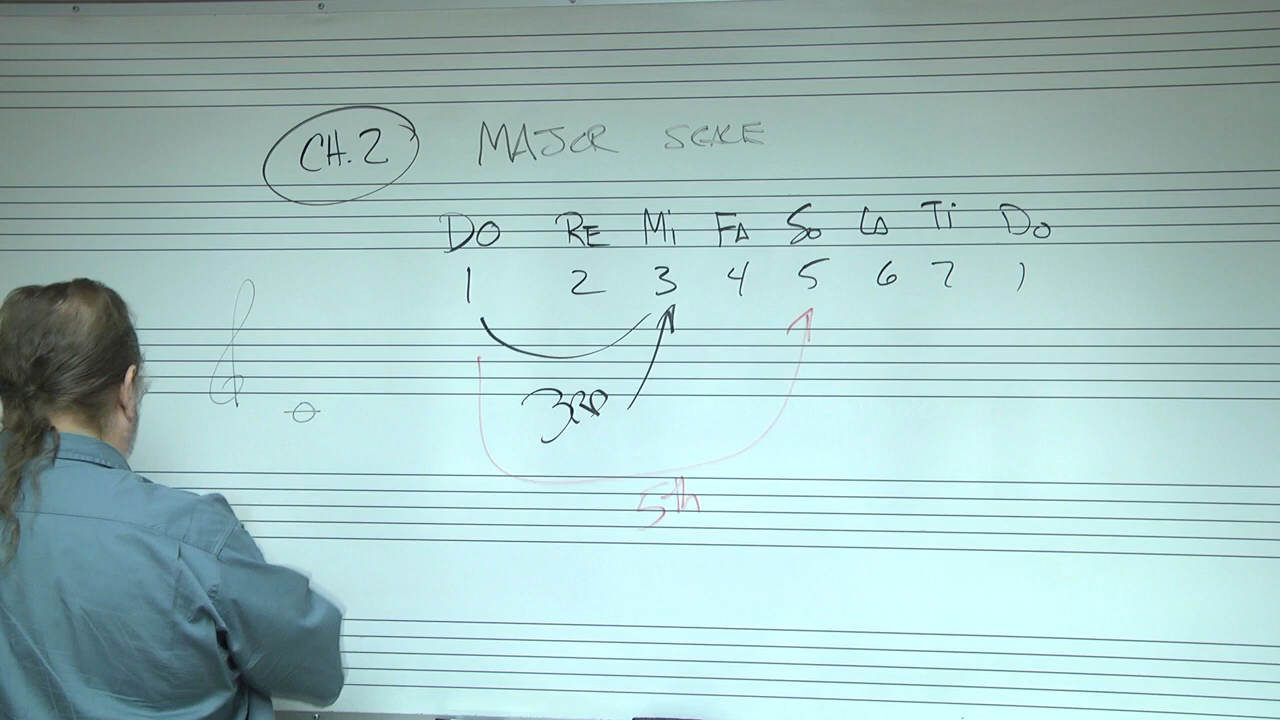 CH.2 MAJOR SCALE
DO RE Mi FA So LA Ti Do
1 2 3 4 5 6 7 1
3RD
5th